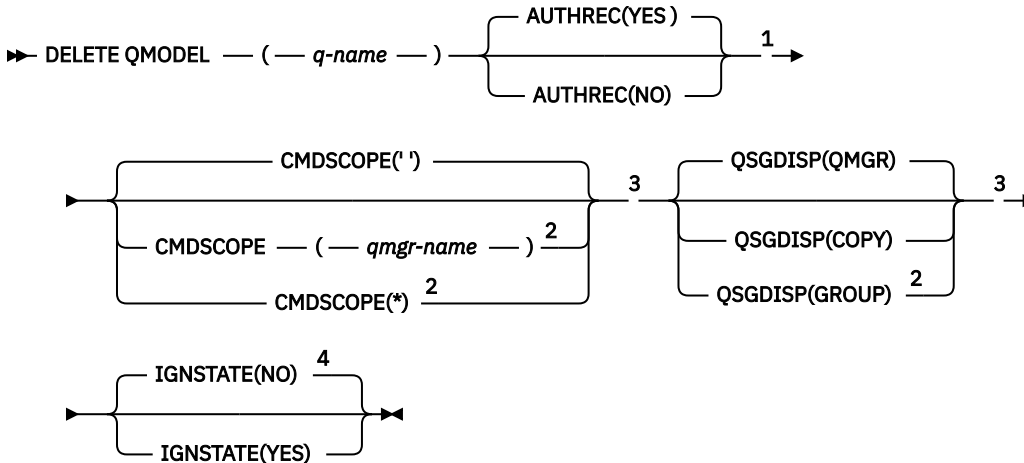 AUTHREC(YES )
DELETE QMODEL ( q-name ) 1
AUTHREC(NO)
CMDSCOPE(' ') QSGDISP(QMGR)
3 3
CMDSCOPE ( qmgr-name ) 2 QSGDISP(COPY)
CMDSCOPE(*) 2 QSGDISP(GROUP) 2
IGNSTATE(NO) 4
IGNSTATE(YES)